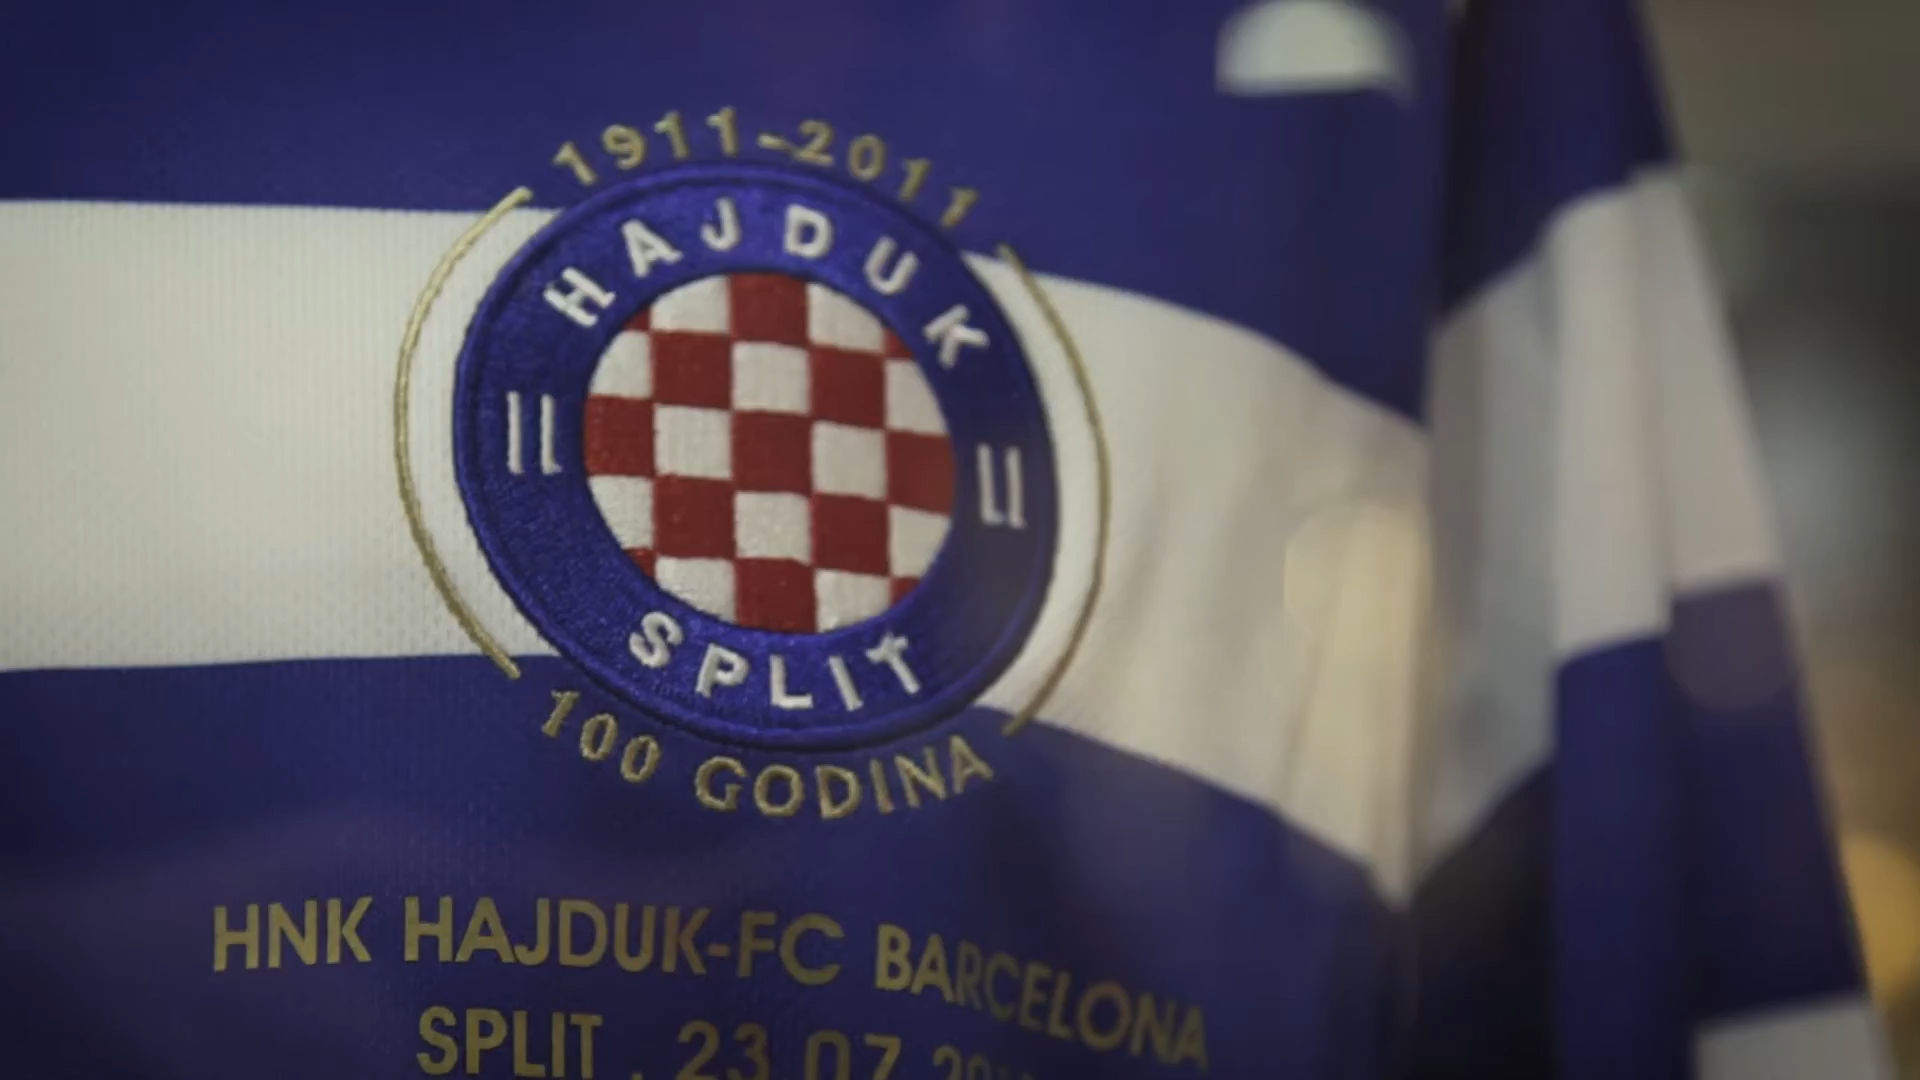 1911-2011
HAJDUK
SPLIT
100 GODINA
HNK HAJDUK-FC BARCELONA
SPLIT . 23.07